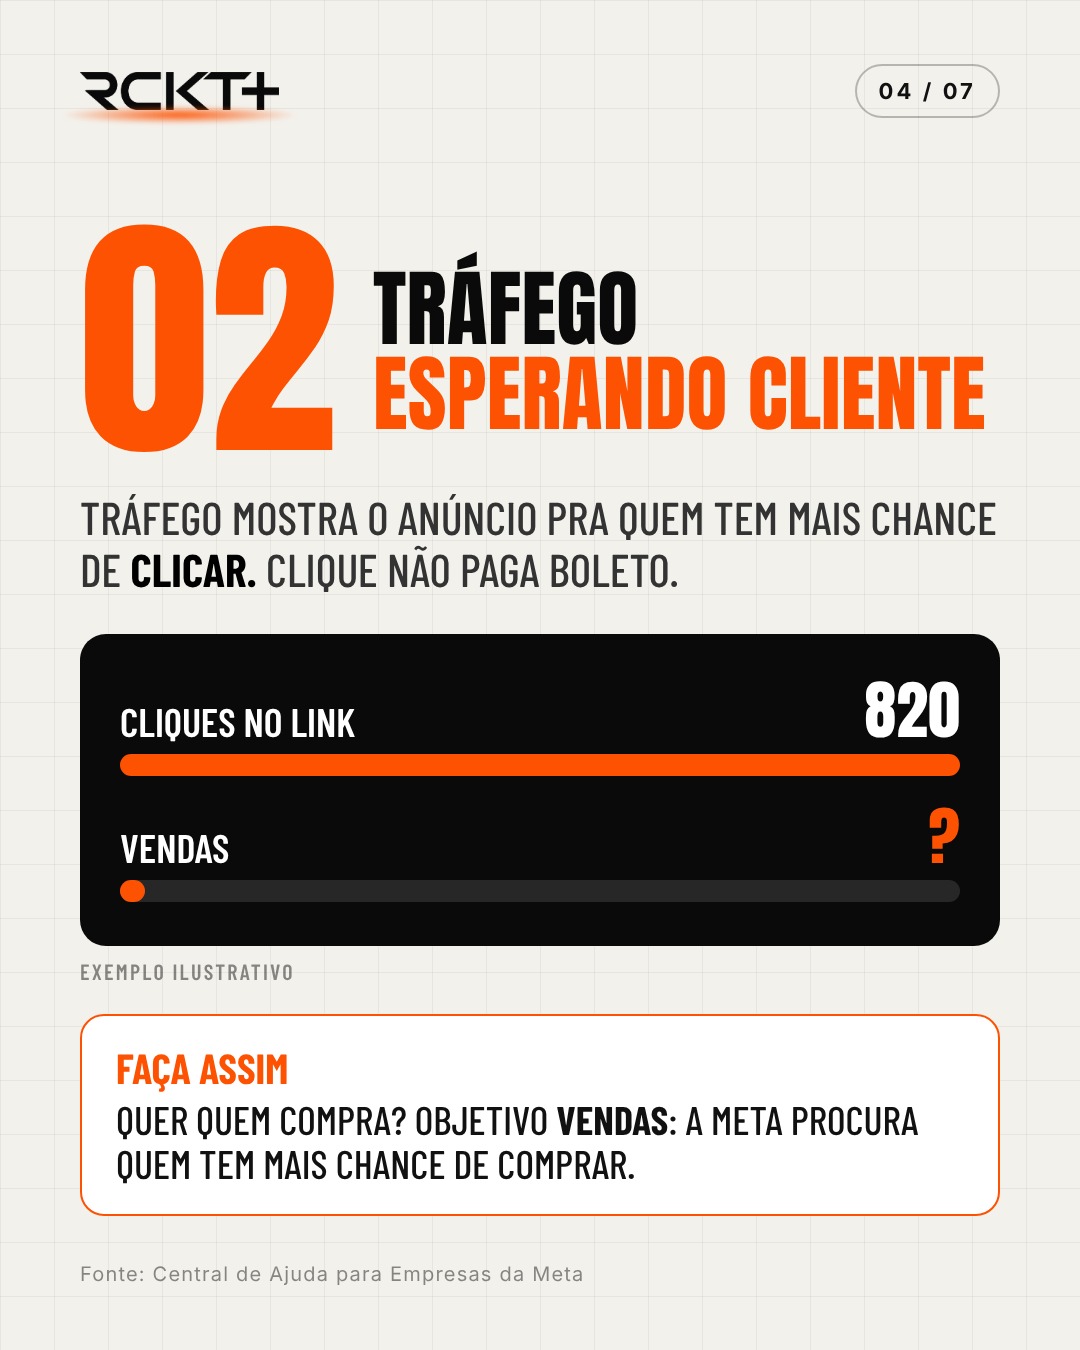 RCKT+
04 / 07
02
TRÁFEGO
ESPERANDO CLIENTE
TRÁFEGO MOSTRA O ANÚNCIO PRA QUEM TEM MAIS CHANCE
DE CLICAR. CLIQUE NÃO PAGA BOLETO.
CLIQUES NO LINK
820
VENDAS
?
EXEMPLO ILUSTRATIVO
FAÇA ASSIM
QUER QUEM COMPRA? OBJETIVO VENDAS: A META PROCURA
QUEM TEM MAIS CHANCE DE COMPRAR.
Fonte: Central de Ajuda para Empresas da Meta